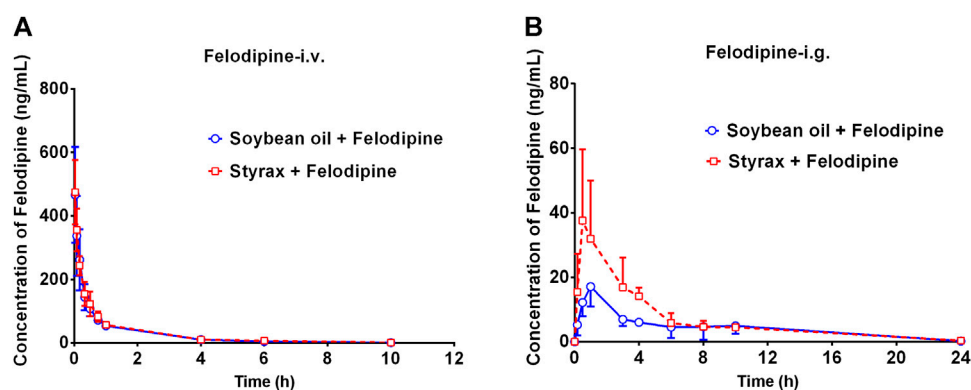 A
Felodipine-i.v.
Concentration of Felodipine (ng/mL)
800
600
400
200
0
Soybean oil + Felodipine
Styrax + Felodipine
0 2 4 6 8 10 12
Time (h)
B
Felodipine-i.g.
Concentration of Felodipine (ng/mL)
80
60
40
20
0
Soybean oil + Felodipine
Styrax + Felodipine
0 4 8 12 16 20 24
Time (h)